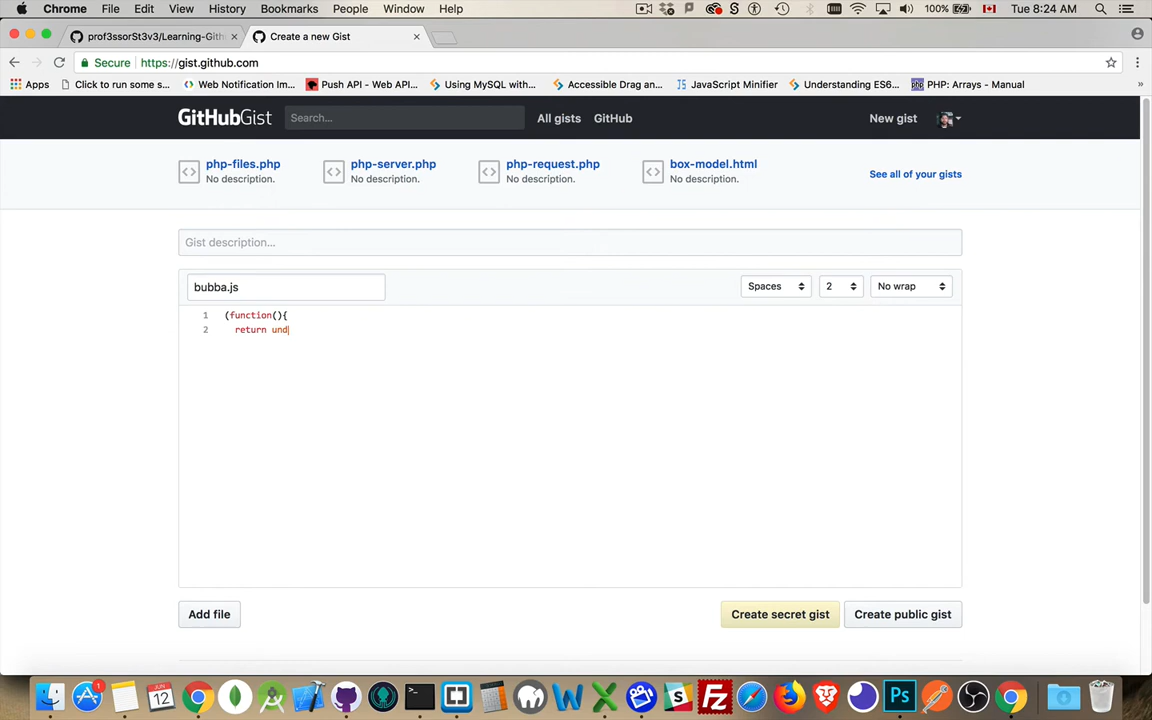 Chrome File Edit View History Bookmarks People Window Help 100% Tue 8:24 AM
prof3ssorSt3v3/Learning-Gith × Create a new Gist ×
Secure https://gist.github.com
Apps Click to run some s... Web Notification Im... Push API - Web API... Using MySQL with... Accessible Drag an... JavaScript Minifier Understanding ES6... PHP: Arrays - Manual »
GitHubGist Search... All gists GitHub New gist
php-files.php php-server.php php-request.php box-model.html
No description. No description. No description. No description.
See all of your gists
Gist description...
bubba.js Spaces 2 No wrap
1 (function(){
2 return und
Add file Create secret gist Create public gist
JUN
12
1
Ps